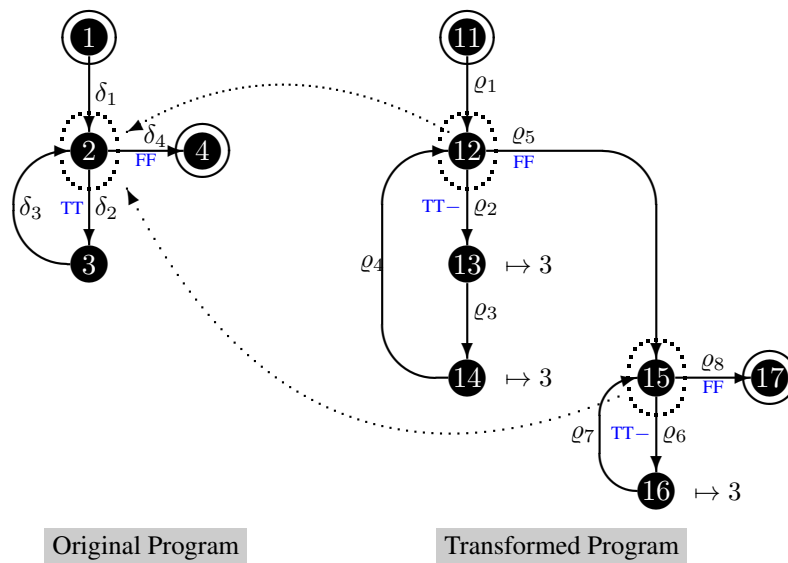 1
11
δ1
ϱ1
2
δ4
4
FF
12
ϱ5
FF
δ3
TT
δ2
TT−
ϱ2
3
ϱ4
13
↦ 3
ϱ3
14
↦ 3
15
ϱ8
17
FF
ϱ7
TT−
ϱ6
16
↦ 3
Original Program
Transformed Program